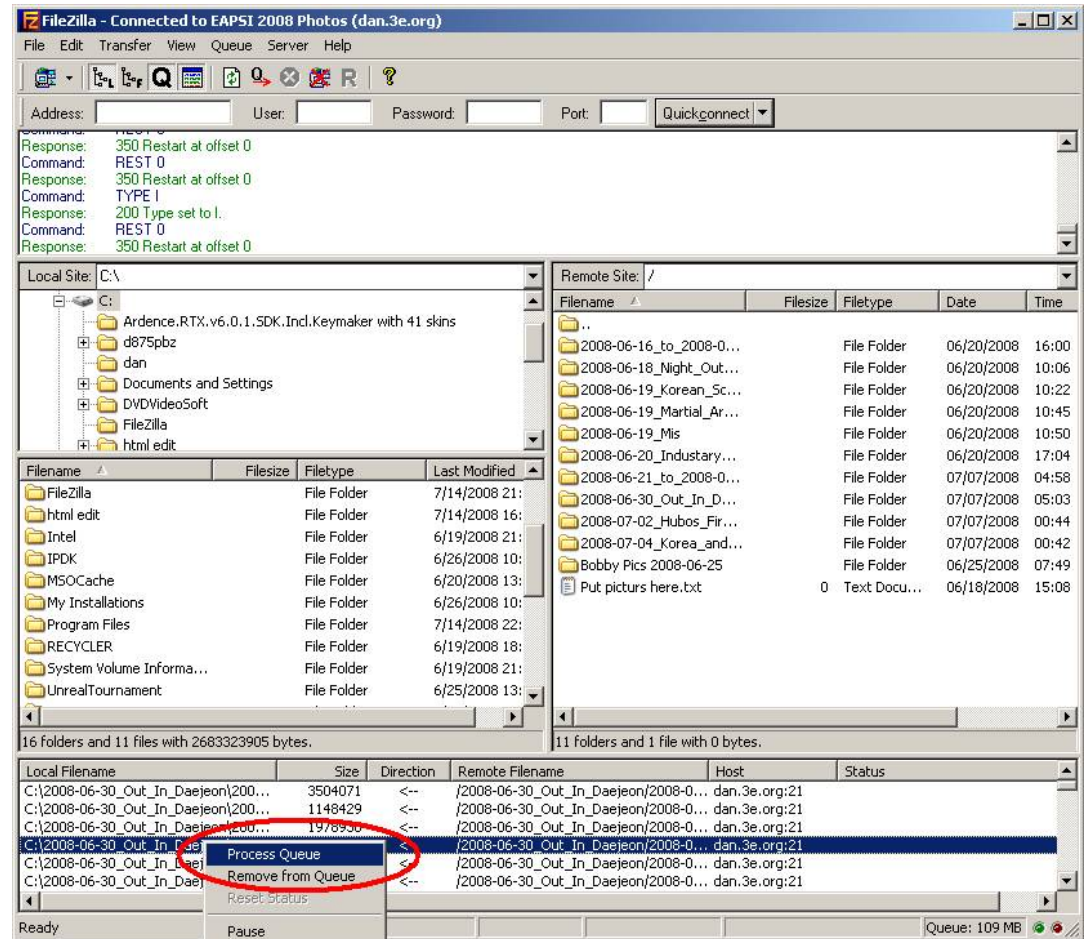 FileZilla - Connected to EAPSI 2008 Photos (dan.3e.org)
File Edit Transfer View Queue Server Help
Address: User: Password: Port: Quickconnect
Response: 350 Restart at offset 0
Command: REST 0
Response: 350 Restart at offset 0
Command: TYPE I
Response: 200 Type set to I.
Command: REST 0
Response: 350 Restart at offset 0
Local Site: C:\
C:
Ardence.RTX.v6.0.1.SDK.Incl.Keymaker with 41 skins
d875pbz
dan
Documents and Settings
DVDVideoSoft
FileZilla
html edit
Filename Filesize Filetype Last Modified
FileZilla File Folder 7/14/2008 21:
html edit File Folder 7/14/2008 16:
Intel File Folder 6/19/2008 21:
IPDK File Folder 6/26/2008 10:
MSOCache File Folder 6/20/2008 13:
My Installations File Folder 6/26/2008 10:
Program Files File Folder 7/14/2008 22:
RECYCLER File Folder 6/19/2008 18:
System Volume Informa... File Folder 6/19/2008 21:
UnrealTournament File Folder 6/25/2008 13:
16 folders and 11 files with 2683323905 bytes.
Remote Site: /
Filename Filesize Filetype Date Time
..
2008-06-16_to_2008-0... File Folder 06/20/2008 16:00
2008-06-18_Night_Out... File Folder 06/20/2008 10:06
2008-06-19_Korean_Sc... File Folder 06/20/2008 10:22
2008-06-19_Martial_Ar... File Folder 06/20/2008 10:45
2008-06-19_Mis File Folder 06/20/2008 10:50
2008-06-20_Industary... File Folder 06/20/2008 17:04
2008-06-21_to_2008-0... File Folder 07/07/2008 04:58
2008-06-30_Out_In_D... File Folder 07/07/2008 05:03
2008-07-02_Hubos_Fir... File Folder 07/07/2008 00:44
2008-07-04_Korea_and... File Folder 07/07/2008 00:42
Bobby Pics 2008-06-25 File Folder 06/25/2008 07:49
Put picturs here.txt 0 Text Docu... 06/18/2008 15:08
11 folders and 1 file with 0 bytes.
Local Filename Size Direction Remote Filename Host Status
C:\2008-06-30_Out_In_Daejeon\200... 3504071 <-- /2008-06-30_Out_In_Daejeon/2008-0... dan.3e.org:21
C:\2008-06-30_Out_In_Daejeon\200... 1148429 <-- /2008-06-30_Out_In_Daejeon/2008-0... dan.3e.org:21
C:\2008-06-30_Out_In_Daejeon\200... <-- /2008-06-30_Out_In_Daejeon/2008-0... dan.3e.org:21
C:\2008-06-30_Out_In_Daej <-- /2008-06-30_Out_In_Daejeon/2008-0... dan.3e.org:21
C:\2008-06-30_Out_In_Daej <-- /2008-06-30_Out_In_Daejeon/2008-0... dan.3e.org:21
C:\2008-06-30_Out_In_Daej <-- /2008-06-30_Out_In_Daejeon/2008-0... dan.3e.org:21
Process Queue
Remove from Queue
Reset Status
Pause
Ready Queue: 109 MB